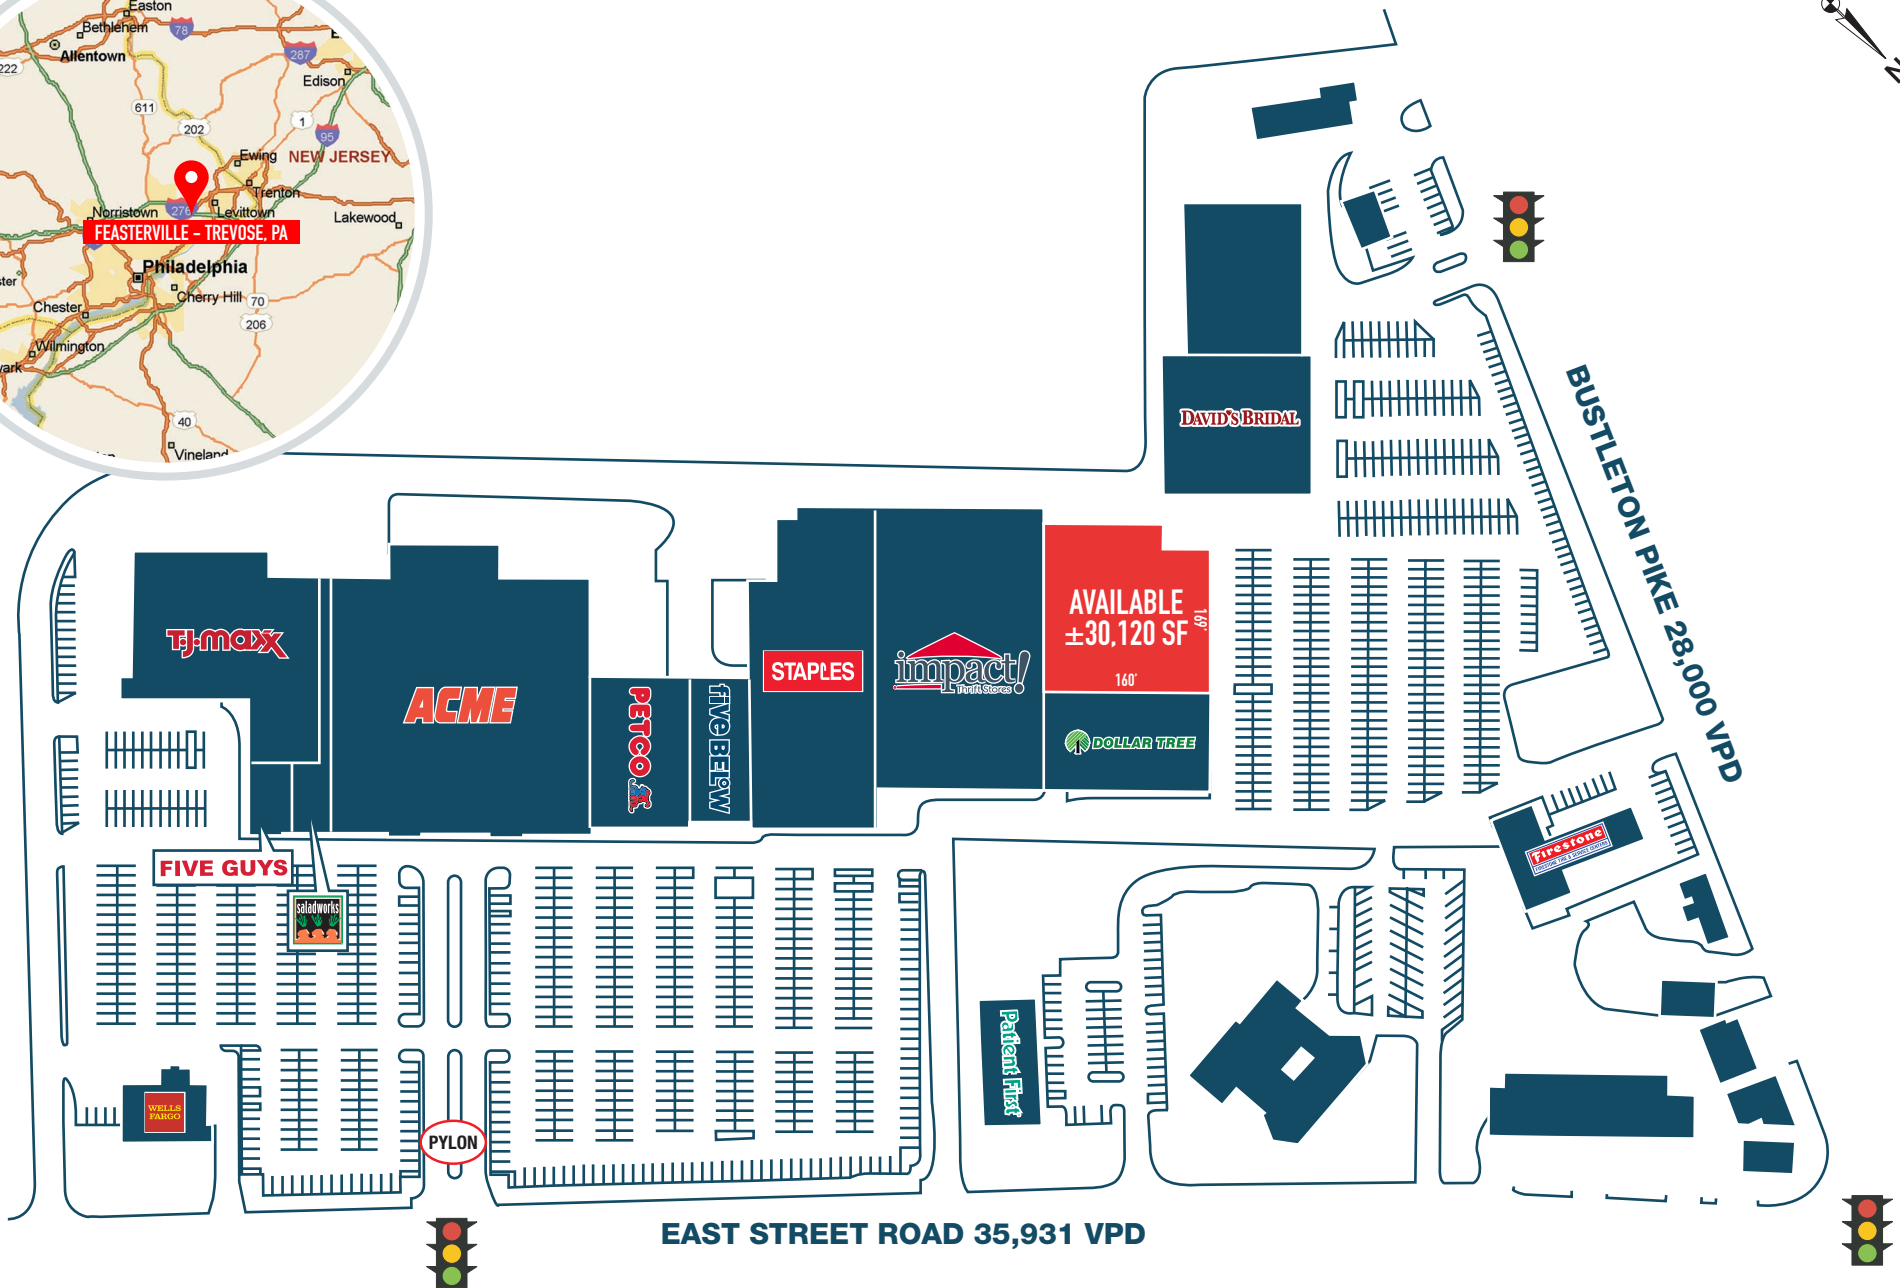 Easton
Bethlehem
78
Allentown
222
287
E
Edison
611
202
1
95
NEW JERSEY
Ewing
Trenton
Norristown
276
Levittown
Lakewood
FEASTERVILLE – TREVOSE, PA
Philadelphia
ster
Cherry Hill
70
Chester
206
Wilmington
vark
40
Vineland
N
DAVID'S BRIDAL
BUSTLETON PIKE 28,000 VPD
T·J·maxx
ACME
PETCO
five BELOW
STAPLES
impact!
Thrift Stores
AVAILABLE
±30,120 SF
169'
160'
DOLLAR TREE
FIVE GUYS
saladworks
Firestone
Patient First
WELLS
FARGO
PYLON
EAST STREET ROAD 35,931 VPD